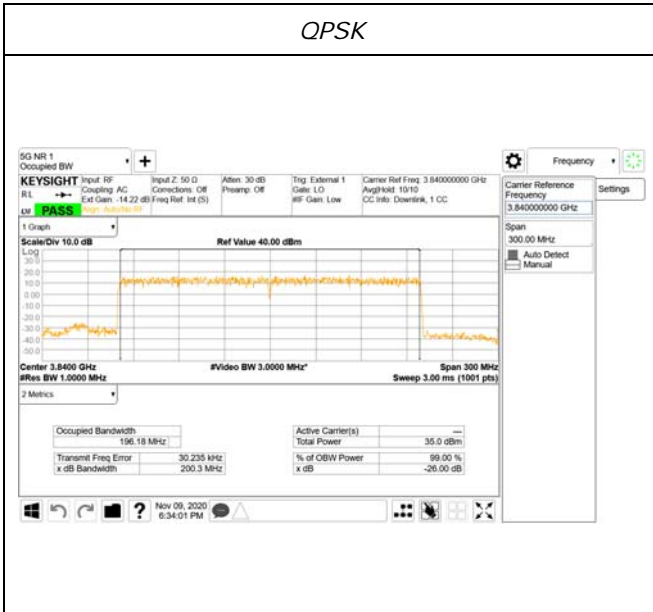 QPSK
5G NR 1
Occupied BW
+
Frequency
KEYSIGHT
RL
PASS
Input: RF
Coupling: AC
Ext Gain: -14.22 dB
Align: Auto/No RF
Input Z: 50 Ω
Corrections: Off
Freq Ref: Int (S)
Atten: 30 dB
Preamp: Off
Trig: External 1
Gate: LO
#IF Gain: Low
Carrier Ref Freq: 3.840000000 GHz
Avg|Hold: 10/10
CC Info: Downlink, 1 CC
Carrier Reference
Frequency
3.840000000 GHz
Settings
Span
300.00 MHz
Auto Detect
Manual
1 Graph
Scale/Div 10.0 dB
Ref Value 40.00 dBm
Log
30.0
20.0
10.0
0.00
-10.0
-20.0
-30.0
-40.0
-50.0
Center 3.8400 GHz
#Video BW 3.0000 MHz*
Span 300 MHz
#Res BW 1.0000 MHz
Sweep 3.00 ms (1001 pts)
2 Metrics
Occupied Bandwidth
196.18 MHz
Transmit Freq Error 30.235 kHz
x dB Bandwidth 200.3 MHz
Active Carrier(s) ---
Total Power 35.0 dBm
% of OBW Power 99.00 %
x dB -26.00 dB
?
Nov 09, 2020
6:34:01 PM